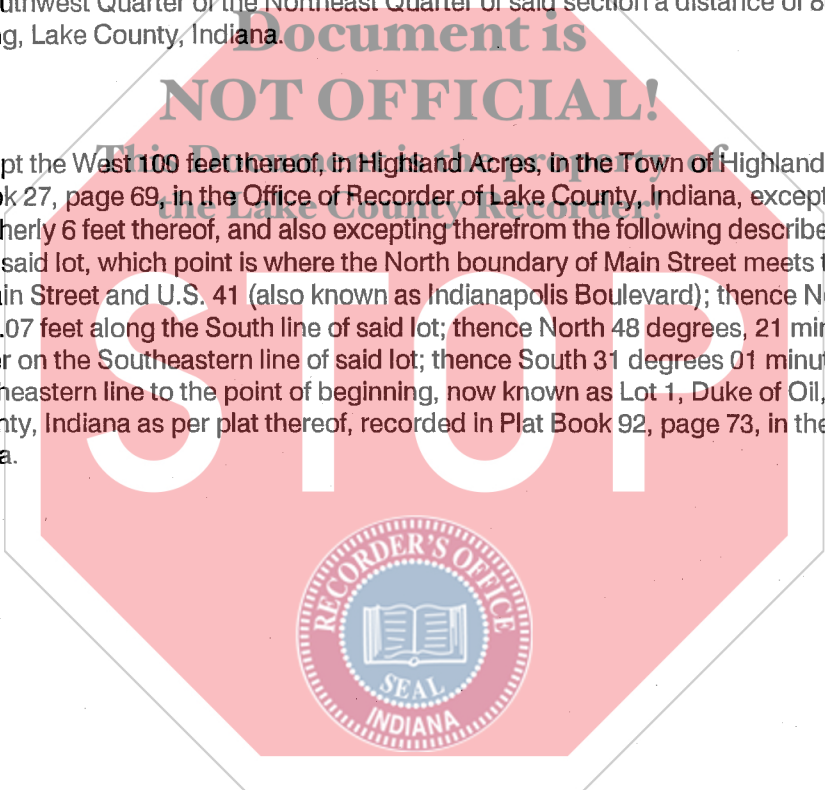 uthwest Quarter of the Northeast Quarter of said section a distance of 8
g, Lake County, Indiana.
Document is
NOT OFFICIAL!
pt the West 100 feet thereof, in Highland Acres, in the Town of Highland
This Document is the property of
k 27, page 69, in the Office of Recorder of Lake County, Indiana, except
the Lake County Recorder!
herly 6 feet thereof, and also excepting therefrom the following describe
said lot, which point is where the North boundary of Main Street meets t
in Street and U.S. 41 (also known as Indianapolis Boulevard); thence N
.07 feet along the South line of said lot; thence North 48 degrees, 21 min
r on the Southeastern line of said lot; thence South 31 degrees 01 minut
heastern line to the point of beginning, now known as Lot 1, Duke of Oil,
nty, Indiana as per plat thereof, recorded in Plat Book 92, page 73, in the
a.
STOP
RECORDER'S OFFICE
SEAL
INDIANA